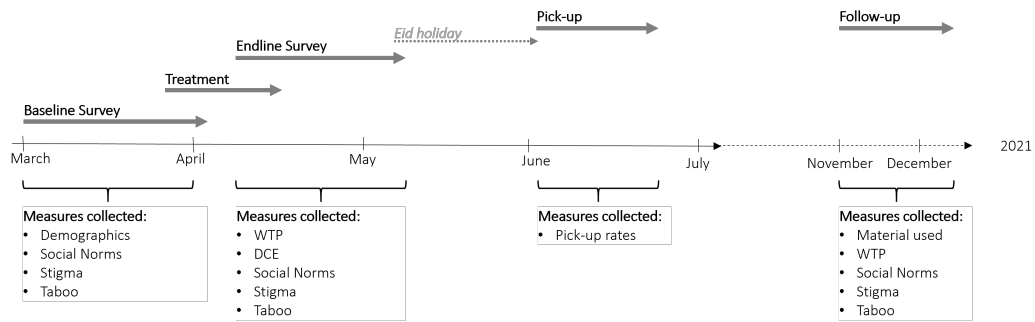 Pick-up
Follow-up
Eid holiday
Endline Survey
Treatment
Baseline Survey
March
April
May
June
July
November
December
2021
Measures collected:
• Demographics
• Social Norms
• Stigma
• Taboo
Measures collected:
• WTP
• DCE
• Social Norms
• Stigma
• Taboo
Measures collected:
• Pick-up rates
Measures collected:
• Material used
• WTP
• Social Norms
• Stigma
• Taboo